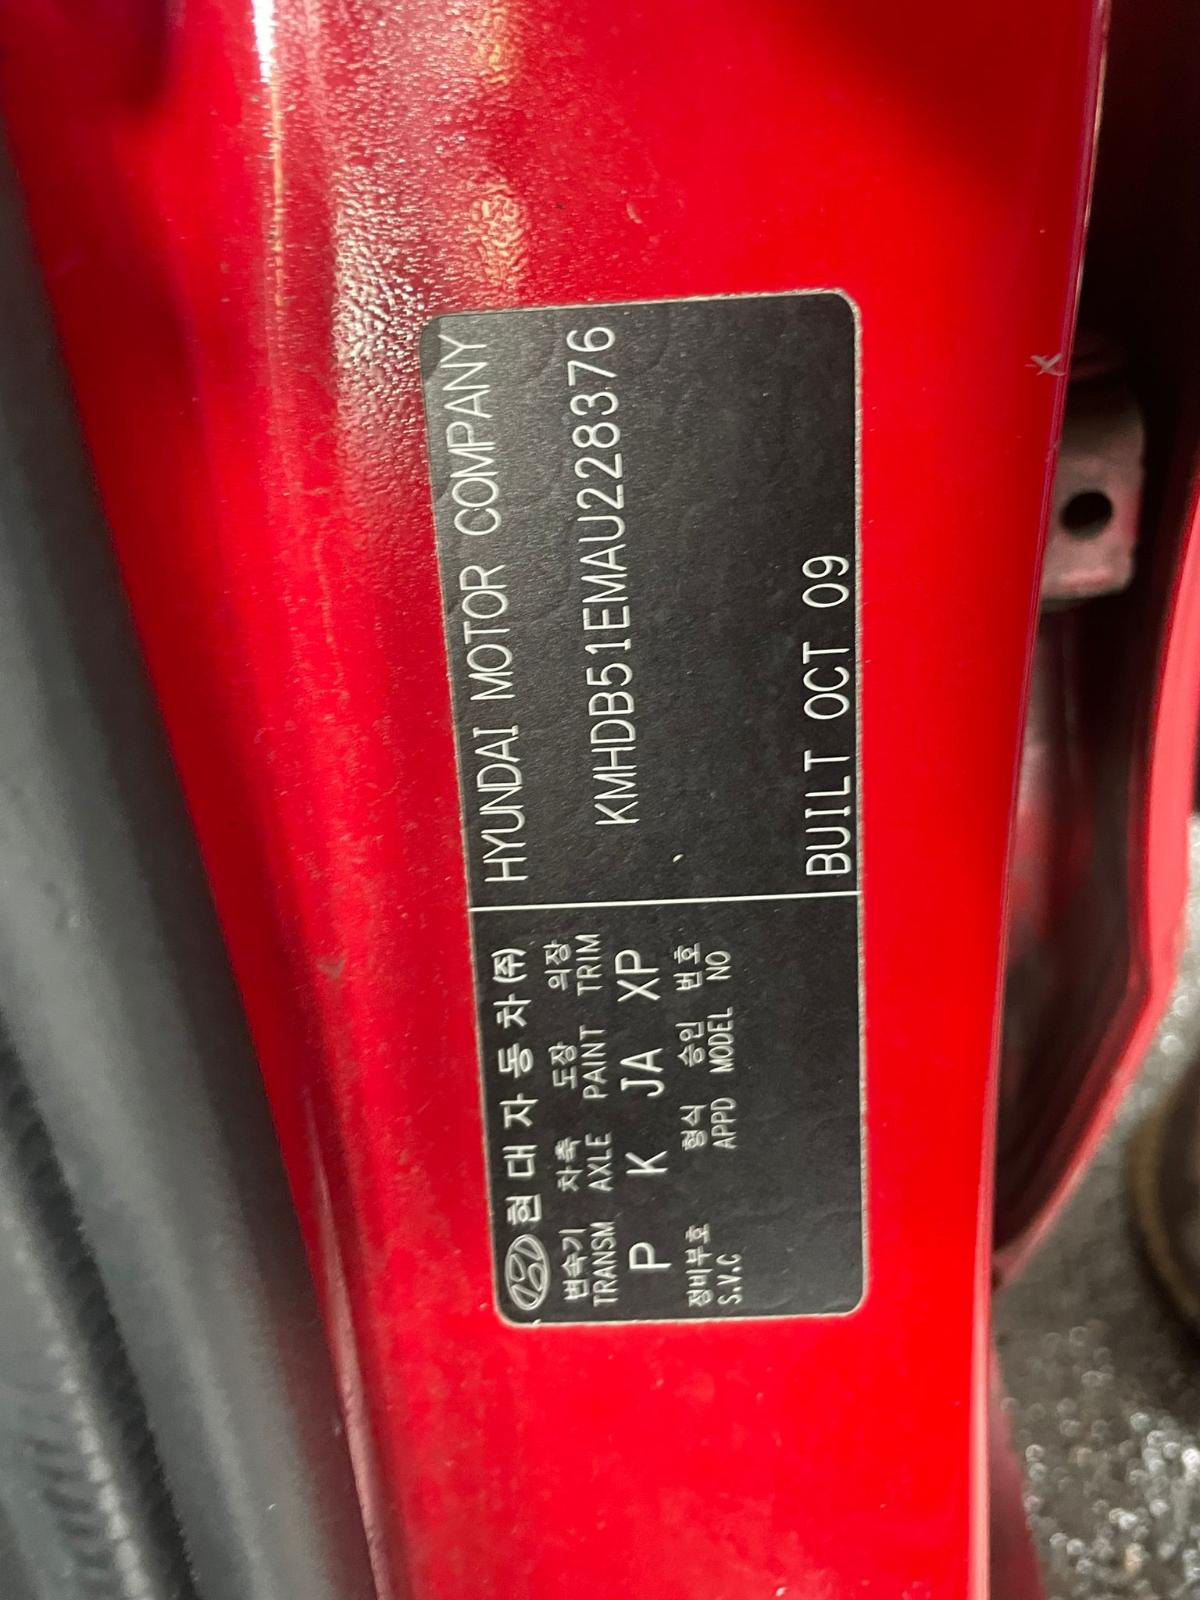 현대자동차(주)
변속기 차축 도장 의장
TRANSM AXLE PAINT TRIM
P K JA XP
정비부호 형식 승인 번호
S.V.C APPD MODEL NO
HYUNDAI MOTOR COMPANY
KMHDB51EMAU228376
BUILT OCT 09